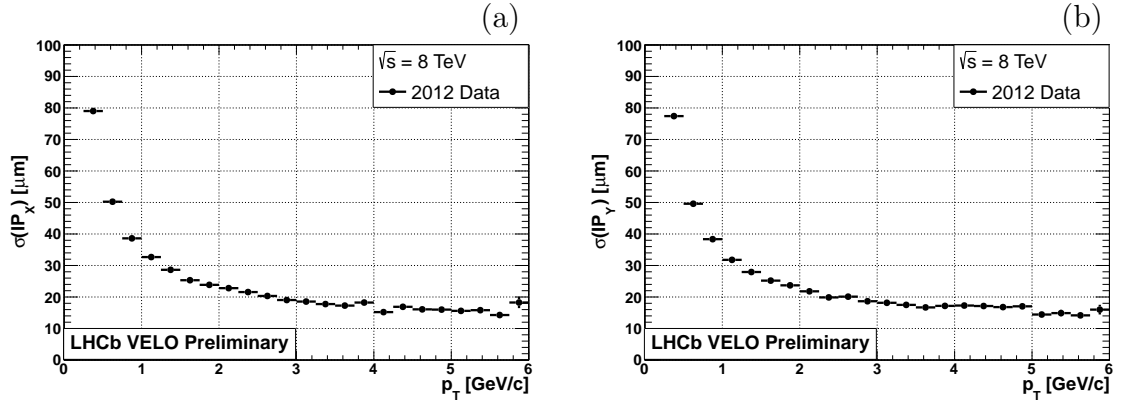 (a)
100
90
80
70
60
50
40
30
20
10
0
σ(IP_X) [μm]
√s = 8 TeV
2012 Data
LHCb VELO Preliminary
0 1 2 3 4 5 6
p_T [GeV/c]
(b)
100
90
80
70
60
50
40
30
20
10
0
σ(IP_Y) [μm]
√s = 8 TeV
2012 Data
LHCb VELO Preliminary
0 1 2 3 4 5 6
p_T [GeV/c]